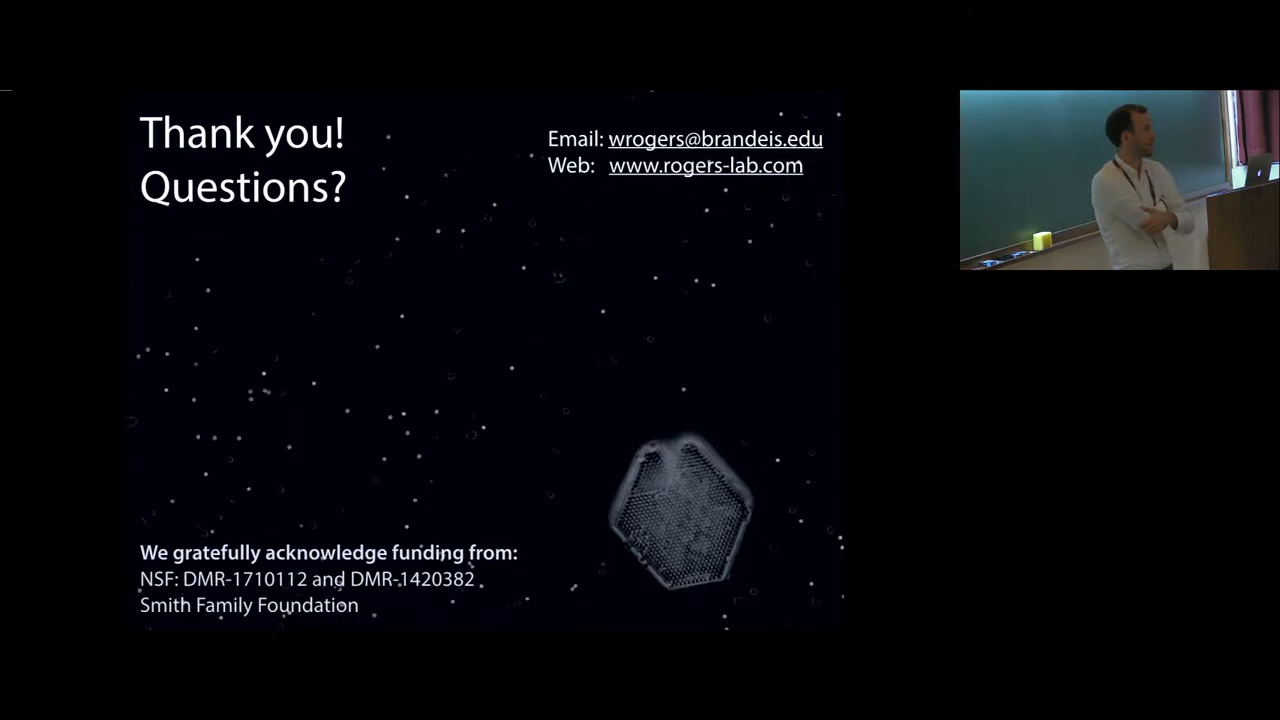 Thank you!
Questions?
Email: wrogers@brandeis.edu
Web: www.rogers-lab.com
We gratefully acknowledge funding from:
NSF: DMR-1710112 and DMR-1420382
Smith Family Foundation